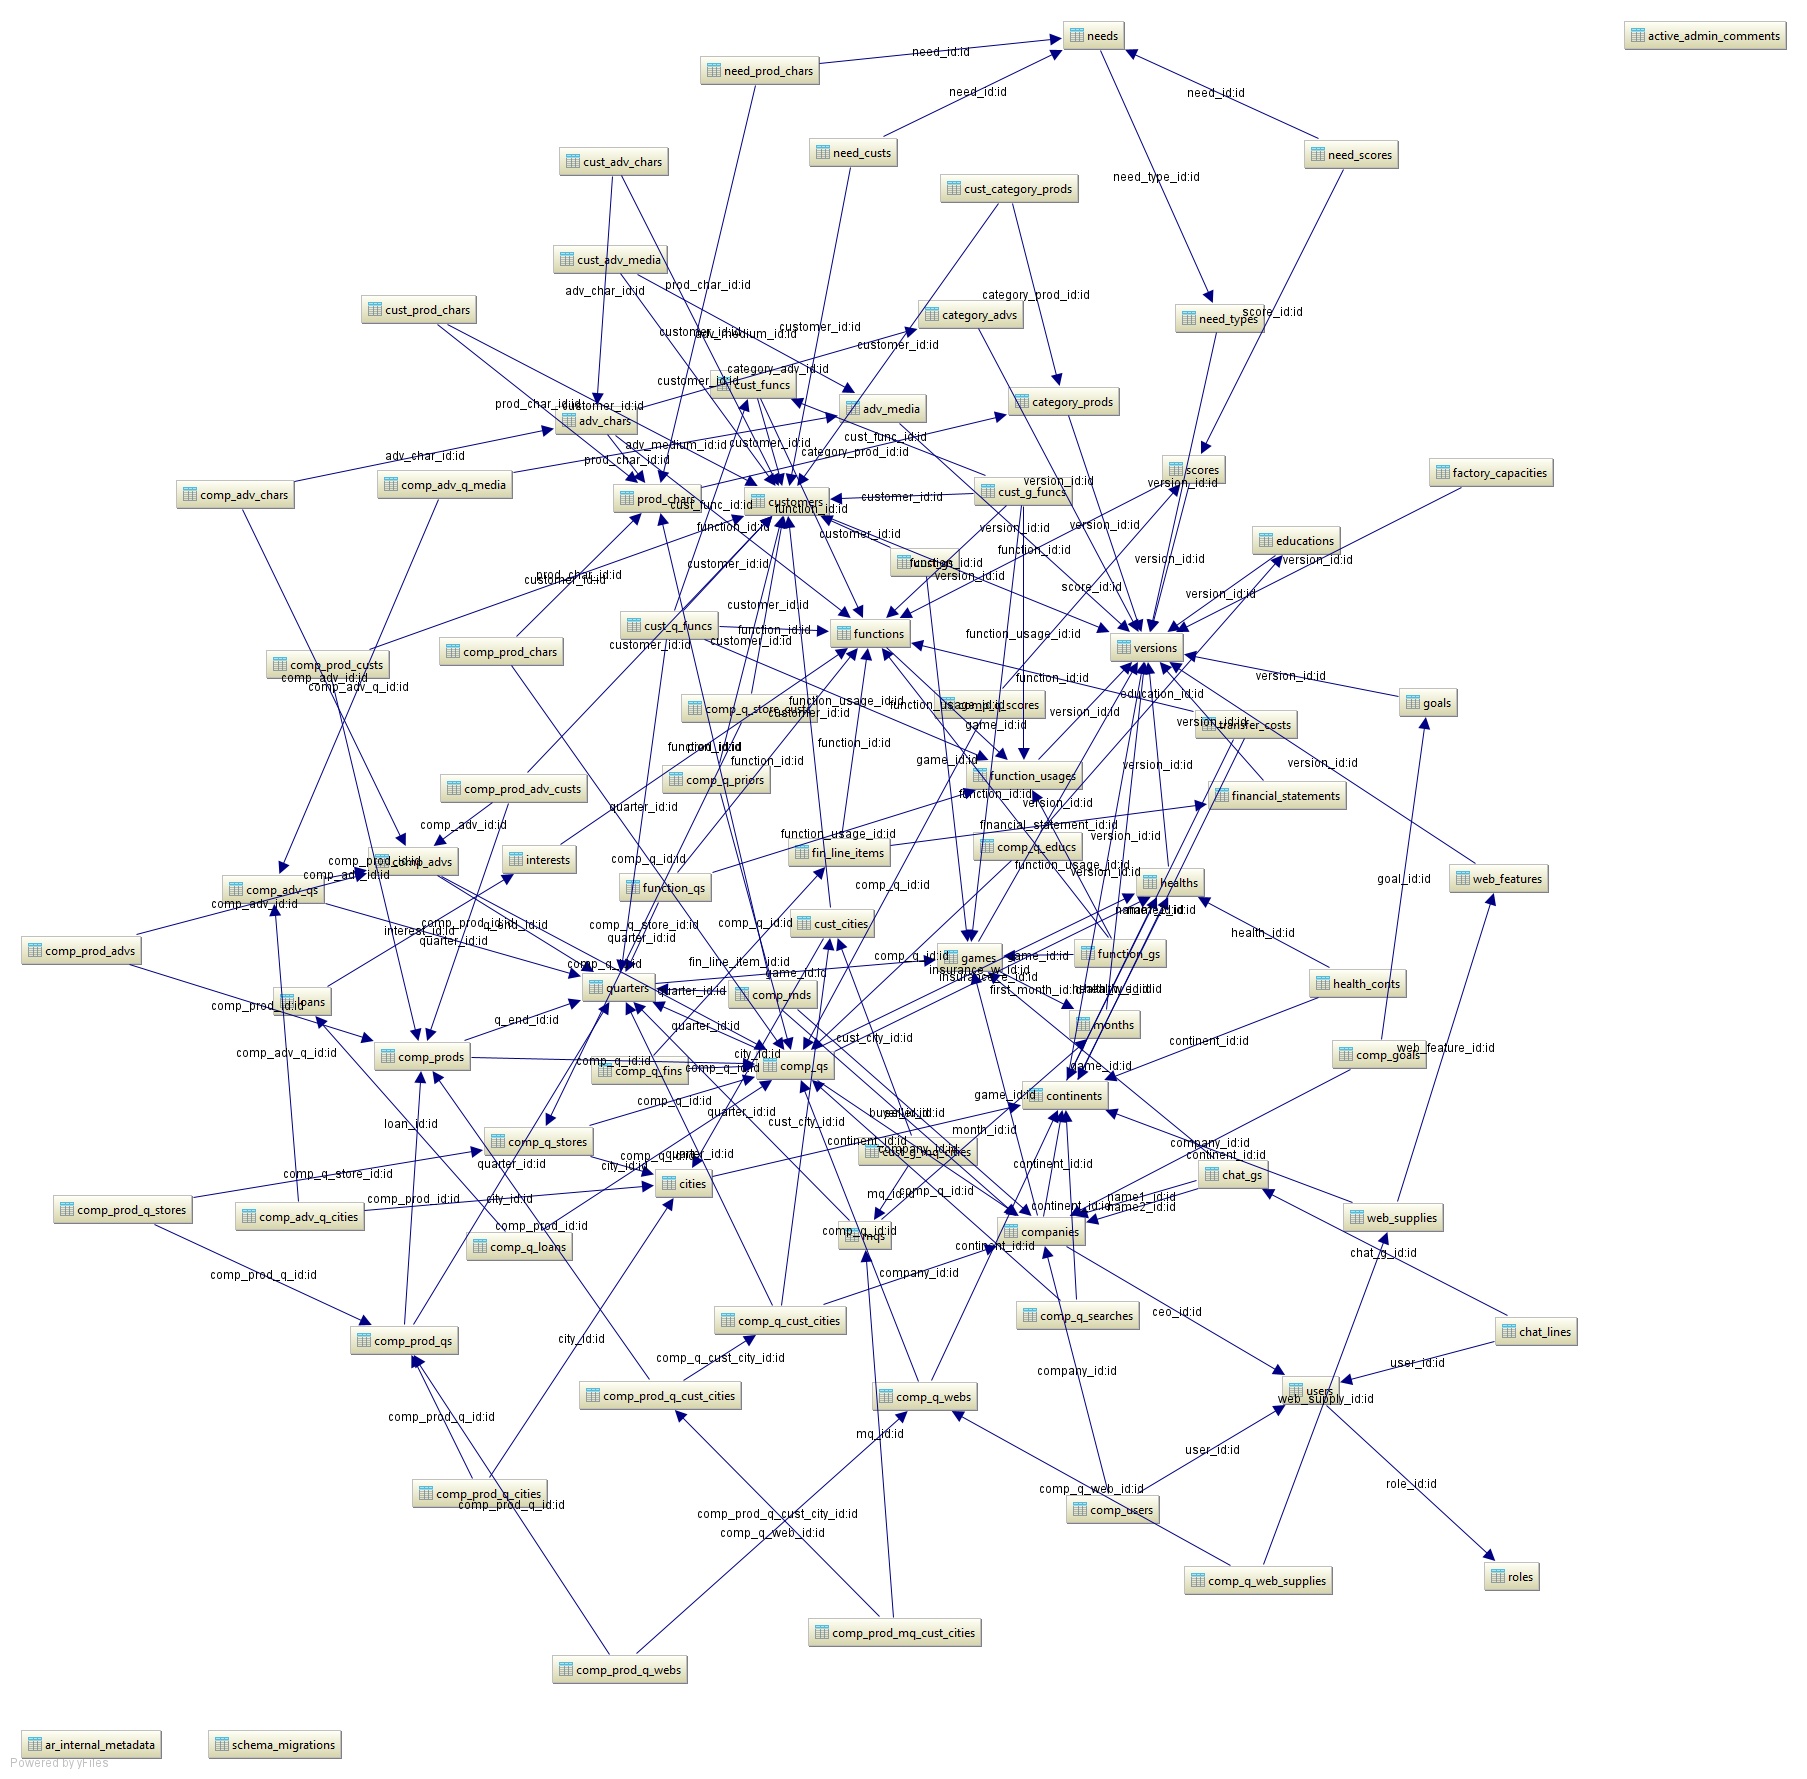 needs
active_admin_comments
need_id:id
need_prod_chars
need_id:id
need_id:id
need_custs
need_scores
cust_adv_chars
need_type_id:id
cust_category_prods
cust_adv_media
prod_char_id:id
adv_char_id:id
category_prod_id:id
cust_prod_chars
category_advs
need_types
score_id:id
customer_id:id
customer_id:id
adv_medium_id:id
customer_id:id
category_adv_id:id
customer_id:id
cust_funcs
prod_char_id:id
customer_id:id
adv_chars
adv_media
category_prods
adv_medium_id:id
customer_id:id
cust_func_id:id
category_prod_id:id
adv_char_id:id
prod_char_id:id
scores
factory_capacities
comp_adv_q_media
comp_adv_chars
prod_chars
customers
cust_g_funcs
customer_id:id
version_id:id
version_id:id
cust_func_id:id
function_id:id
function_id:id
customer_id:id
version_id:id
version_id:id
educations
function_id:id
version_id:id
version_id:id
customer_id:id
function_id:id
version_id:id
prod_char_id:id
customer_id:id
score_id:id
version_id:id
customer_id:id
cust_q_funcs
function_id:id
customer_id:id
functions
function_usage_id:id
versions
comp_prod_chars
customer_id:id
comp_prod_custs
comp_adv_id:id
comp_adv_q_id:id
function_id:id
version_id:id
education_id:id
function_usage_id:id
comp_q_store_custs
customer_id:id
comp_q_scores
game_id:id
version_id:id
goals
version_id:id
transfer_costs
function_id:id
function_id:id
function_id:id
game_id:id
version_id:id
version_id:id
comp_q_priors
function_usages
comp_prod_adv_custs
function_id:id
version_id:id
financial_statements
quarter_id:id
comp_adv_id:id
function_usage_id:id
financial_statement_id:id
version_id:id
fin_line_items
comp_q_educs
interests
comp_advs
comp_prod_id:id
comp_q_id:id
function_usage_id:id
version_id:id
comp_adv_id:id
comp_adv_qs
function_qs
comp_q_id:id
healths
web_features
goal_id:id
comp_adv_id:id
comp_prod_id:id
q_end_id:id
comp_q_store_id:id
comp_q_id:id
cust_cities
interest_id:id
quarter_id:id
quarter_id:id
health_id:id
comp_prod_advs
function_gs
games
game_id:id
comp_q_id:id
comp_q_id:id
fin_line_item_id:id
game_id:id
first_month_id:id
quarters
quarter_id:id
comp_rnds
health_conts
loans
comp_prod_id:id
q_end_id:id
quarter_id:id
months
cust_city_id:id
continent_id:id
comp_adv_q_id:id
comp_prods
city_id:id
comp_q_id:id
comp_q_id:id
comp_q_fins
comp_qs
comp_goals
web_feature_id:id
game_id:id
continents
game_id:id
comp_q_id:id
quarter_id:id
cust_city_id:id
loan_id:id
month_id:id
continent_id:id
company_id:id
company_id:id
comp_q_stores
cust_g_mq_cities
continent_id:id
quarter_id:id
comp_q_id:id
city_id:id
quarter_id:id
continent_id:id
comp_q_store_id:id
chat_gs
cities
mq_id:id
comp_q_id:id
comp_prod_id:id
city_id:id
name1_id:id
name2_id:id
continent_id:id
comp_prod_q_stores
comp_adv_q_cities
web_supplies
comp_prod_id:id
comp_q_id:id
mqs
companies
comp_q_loans
continent_id:id
chat_g_id:id
company_id:id
comp_prod_q_id:id
ceo_id:id
comp_q_cust_cities
comp_q_searches
comp_prod_qs
city_id:id
chat_lines
comp_q_cust_city_id:id
user_id:id
company_id:id
comp_prod_q_cust_cities
comp_q_webs
users
web_supply_id:id
comp_prod_q_id:id
mq_id:id
user_id:id
role_id:id
comp_q_web_id:id
comp_prod_q_cities
comp_prod_q_id:id
comp_prod_q_cust_city_id:id
comp_users
comp_q_web_id:id
comp_q_web_supplies
roles
comp_prod_mq_cust_cities
comp_prod_q_webs
ar_internal_metadata
schema_migrations
Powered by yFiles